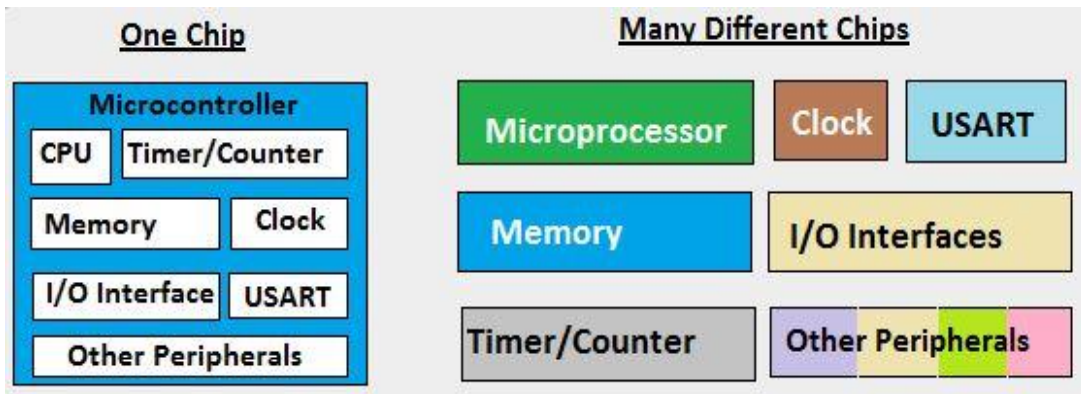 One Chip
Microcontroller
CPU
Timer/Counter
Memory
Clock
I/O Interface
USART
Other Peripherals
Many Different Chips
Microprocessor
Clock
USART
Memory
I/O Interfaces
Timer/Counter
Other Peripherals